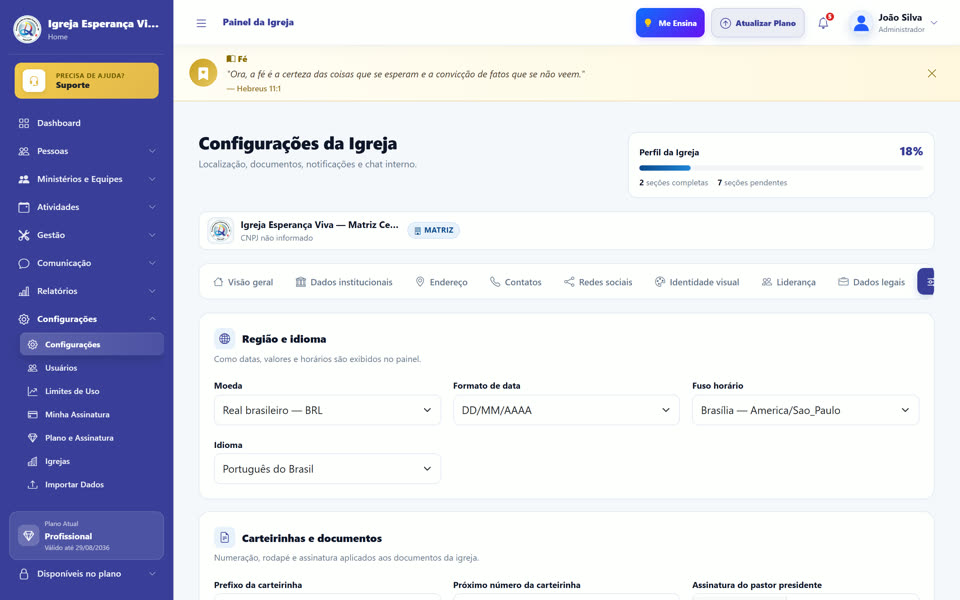 Igreja Esperança Vi...
Home
PRECISA DE AJUDA?
Suporte
Dashboard
Pessoas
Ministérios e Equipes
Atividades
Gestão
Comunicação
Relatórios
Configurações
Configurações
Usuários
Limites de Uso
Minha Assinatura
Plano e Assinatura
Igrejas
Importar Dados
Plano Atual
Profissional
Válido até 29/08/2036
Disponíveis no plano
Painel da Igreja
Me Ensina
Atualizar Plano
João Silva
Administrador
Fé
"Ora, a fé é a certeza das coisas que se esperam e a convicção de fatos que se não veem."
— Hebreus 11:1
Configurações da Igreja
Localização, documentos, notificações e chat interno.
Perfil da Igreja 18%
2 seções completas 7 seções pendentes
Igreja Esperança Viva — Matriz Ce... MATRIZ
CNPJ não informado
Visão geral Dados institucionais Endereço Contatos Redes sociais Identidade visual Liderança Dados legais
Região e idioma
Como datas, valores e horários são exibidos no painel.
Moeda Formato de data Fuso horário
Real brasileiro — BRL DD/MM/AAAA Brasília — America/Sao_Paulo
Idioma
Português do Brasil
Carteirinhas e documentos
Numeração, rodapé e assinatura aplicados aos documentos da igreja.
Prefixo da carteirinha Próximo número da carteirinha Assinatura do pastor presidente